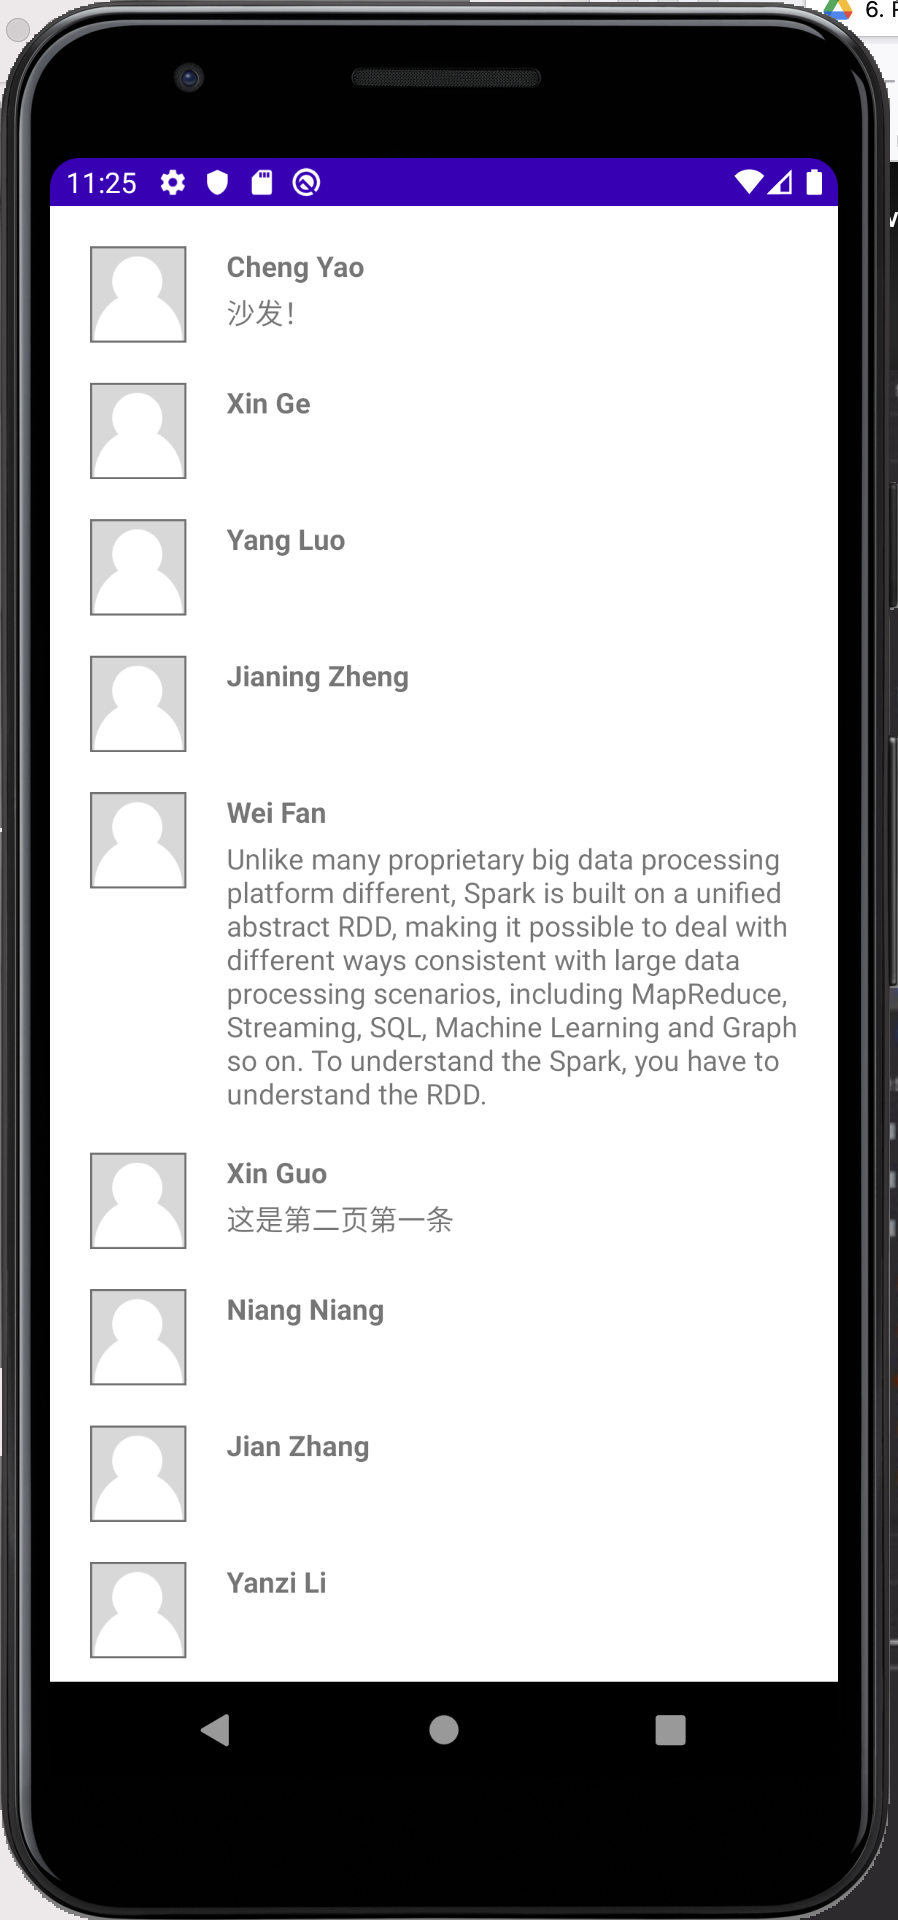 6.
11:25
Cheng Yao
沙发！
Xin Ge
Yang Luo
Jianing Zheng
Wei Fan
Unlike many proprietary big data processing
platform different, Spark is built on a unified
abstract RDD, making it possible to deal with
different ways consistent with large data
processing scenarios, including MapReduce,
Streaming, SQL, Machine Learning and Graph
so on. To understand the Spark, you have to
understand the RDD.
Xin Guo
这是第二页第一条
Niang Niang
Jian Zhang
Yanzi Li